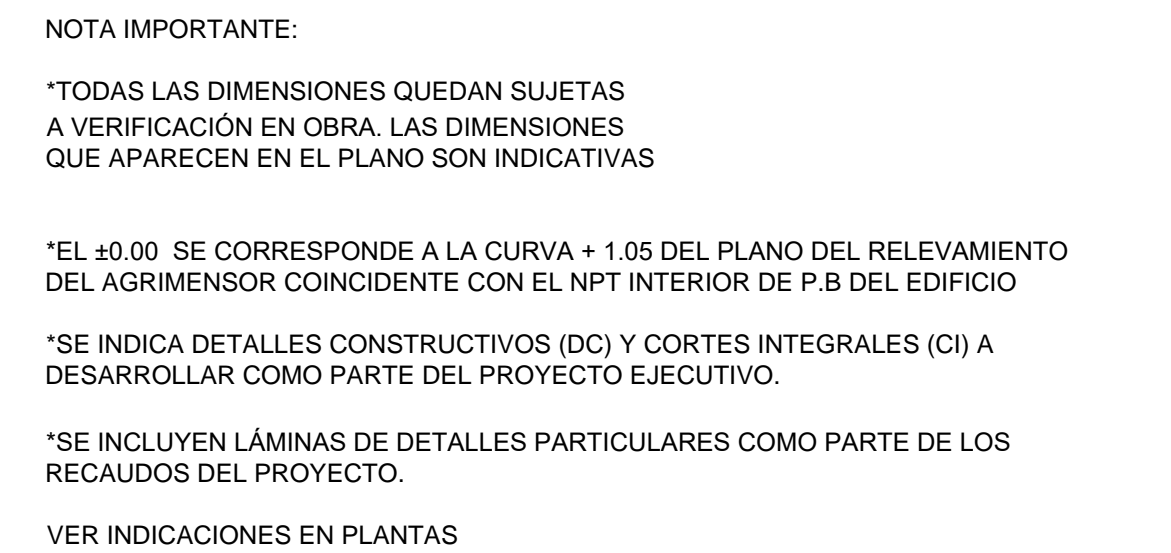 NOTA IMPORTANTE:
*TODAS LAS DIMENSIONES QUEDAN SUJETAS
A VERIFICACIÓN EN OBRA. LAS DIMENSIONES
QUE APARECEN EN EL PLANO SON INDICATIVAS
*EL ±0.00 SE CORRESPONDE A LA CURVA + 1.05 DEL PLANO DEL RELEVAMIENTO
DEL AGRIMENSOR COINCIDENTE CON EL NPT INTERIOR DE P.B DEL EDIFICIO
*SE INDICA DETALLES CONSTRUCTIVOS (DC) Y CORTES INTEGRALES (CI) A
DESARROLLAR COMO PARTE DEL PROYECTO EJECUTIVO.
*SE INCLUYEN LÁMINAS DE DETALLES PARTICULARES COMO PARTE DE LOS
RECAUDOS DEL PROYECTO.
VER INDICACIONES EN PLANTAS